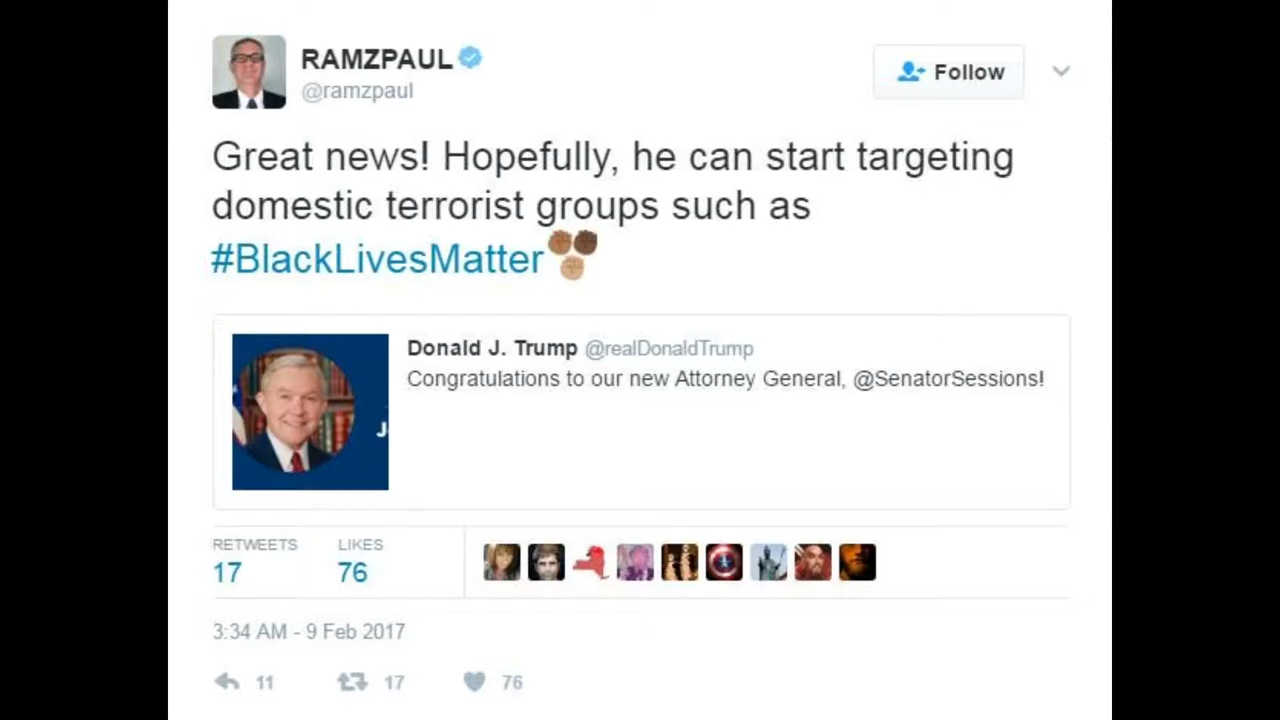 RAMZPAUL
@ramzpaul
Follow
Great news! Hopefully, he can start targeting
domestic terrorist groups such as
#BlackLivesMatter
J
Donald J. Trump @realDonaldTrump
Congratulations to our new Attorney General, @SenatorSessions!
RETWEETS
17
LIKES
76
3:34 AM - 9 Feb 2017
11
17
76